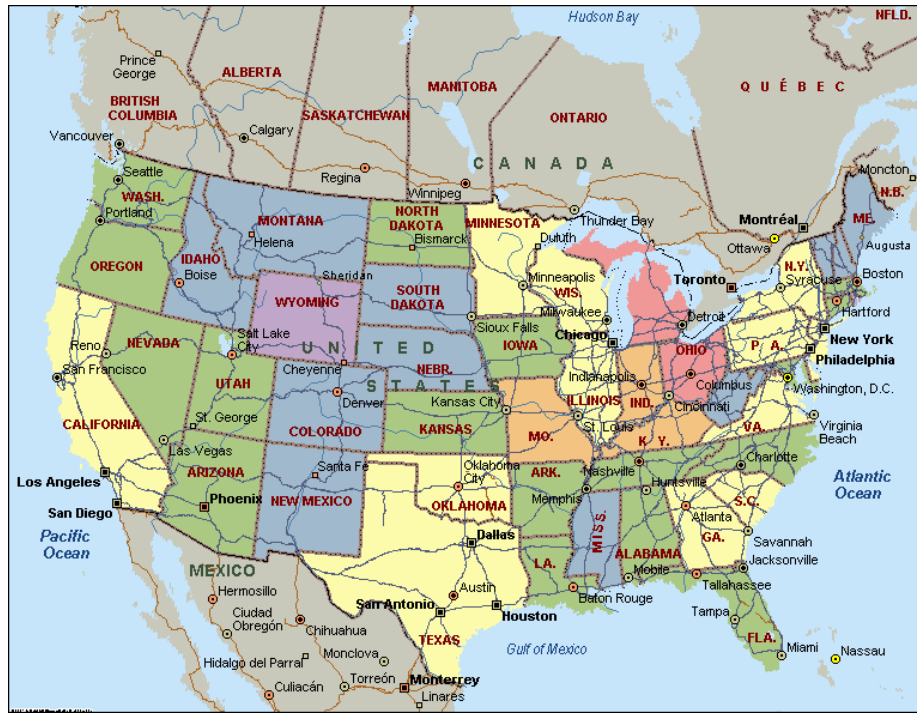 Hudson Bay
NFLD.
Prince
George
ALBERTA
MANITOBA
QUÉBEC
BRITISH
COLUMBIA
SASKATCHEWAN
ONTARIO
Vancouver
Calgary
CANADA
Regina
Winnipeg
Moncton
N.B.
Seattle
WASH.
Portland
MONTANA
Helena
NORTH
DAKOTA
Bismarck
MINNESOTA
Duluth
Thunder Bay
Montréal
Ottawa
ME.
Augusta
OREGON
IDAHO
Boise
Sheridan
WYOMING
SOUTH
DAKOTA
Minneapolis
WIS.
Milwaukee
Toronto
N.Y.
Syracuse
Boston
Hartford
Reno
NEVADA
Salt Lake
City
UNITED
STATES
Cheyenne
NEBR.
Sioux Falls
IOWA
Chicago
Detroit
OHIO
Columbus
P A.
New York
Philadelphia
San Francisco
UTAH
Denver
Kansas City
Indianapolis
ILLINOIS
IND.
Cincinnati
Washington, D.C.
CALIFORNIA
St. George
COLORADO
KANSAS
MO.
St. Louis
K Y.
VA.
Virginia
Beach
Las Vegas
ARIZONA
Santa Fé
Oklahoma
City
ARK.
Nashville
Charlotte
Los Angeles
Phoenix
NEW MEXICO
OKLAHOMA
Memphis
Huntsville
S.C.
Atlantic
Ocean
San Diego
Dallas
MISS.
Atlanta
GA.
Pacific
Ocean
MEXICO
LA.
ALABAMA
Savannah
Mobile
Jacksonville
Hermosillo
Austin
Baton Rouge
Tallahassee
Ciudad
Obregón
Chihuahua
San Antonio
Houston
Tampa
TEXAS
Gulf of Mexico
FLA.
Hidalgo del Parral
Monclova
Miami
Nassau
Culiacán
Torreón
Monterrey
Linares